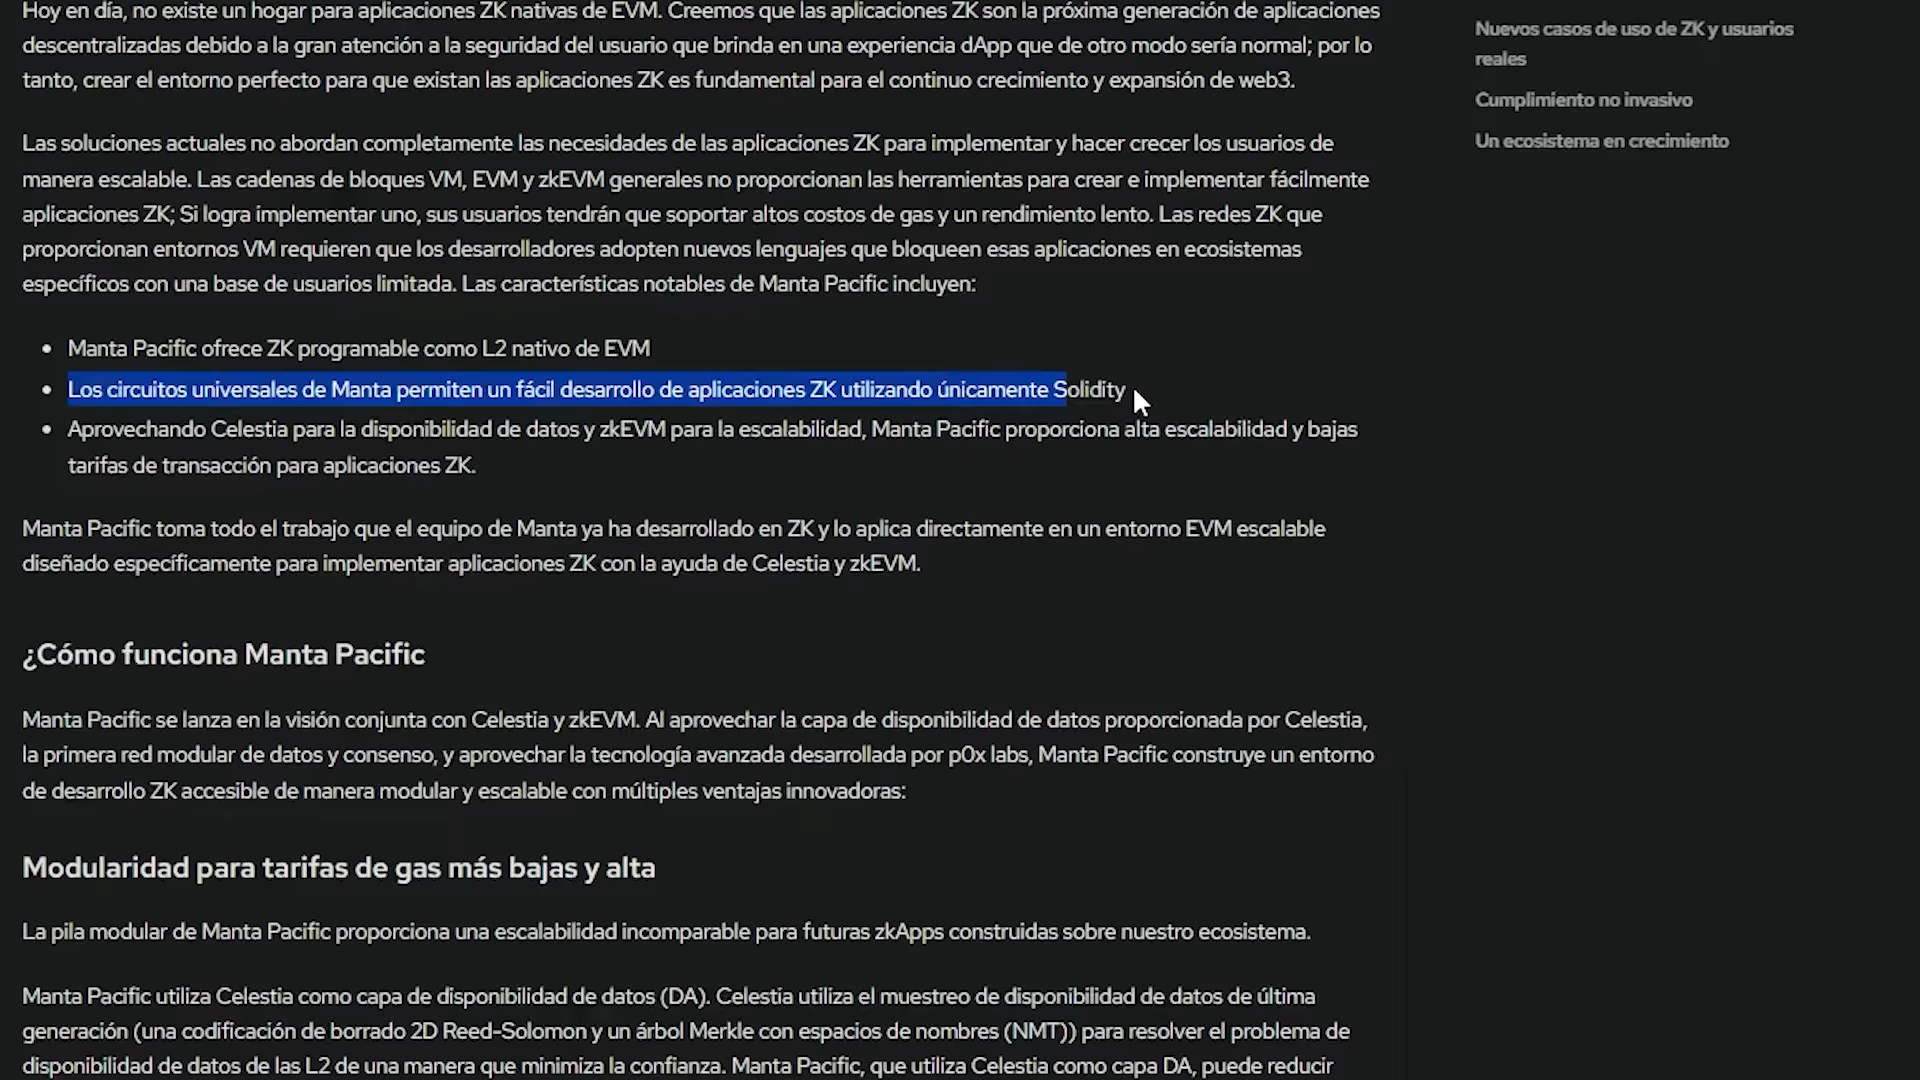 Hoy en día, no existe un hogar para aplicaciones ZK nativas de EVM. Creemos que las aplicaciones ZK son la próxima generación de aplicaciones
descentralizadas debido a la gran atención a la seguridad del usuario que brinda en una experiencia dApp que de otro modo sería normal; por lo
tanto, crear el entorno perfecto para que existan las aplicaciones ZK es fundamental para el continuo crecimiento y expansión de web3.
Las soluciones actuales no abordan completamente las necesidades de las aplicaciones ZK para implementar y hacer crecer los usuarios de
manera escalable. Las cadenas de bloques VM, EVM y zkEVM generales no proporcionan las herramientas para crear e implementar fácilmente
aplicaciones ZK; Si logra implementar uno, sus usuarios tendrán que soportar altos costos de gas y un rendimiento lento. Las redes ZK que
proporcionan entornos VM requieren que los desarrolladores adopten nuevos lenguajes que bloqueen esas aplicaciones en ecosistemas
específicos con una base de usuarios limitada. Las características notables de Manta Pacific incluyen:
• Manta Pacific ofrece ZK programable como L2 nativo de EVM
• Los circuitos universales de Manta permiten un fácil desarrollo de aplicaciones ZK utilizando únicamente Solidity
• Aprovechando Celestia para la disponibilidad de datos y zkEVM para la escalabilidad, Manta Pacific proporciona alta escalabilidad y bajas
tarifas de transacción para aplicaciones ZK.
Manta Pacific toma todo el trabajo que el equipo de Manta ya ha desarrollado en ZK y lo aplica directamente en un entorno EVM escalable
diseñado específicamente para implementar aplicaciones ZK con la ayuda de Celestia y zkEVM.
¿Cómo funciona Manta Pacific
Manta Pacific se lanza en la visión conjunta con Celestia y zkEVM. Al aprovechar la capa de disponibilidad de datos proporcionada por Celestia,
la primera red modular de datos y consenso, y aprovechar la tecnología avanzada desarrollada por p0x labs, Manta Pacific construye un entorno
de desarrollo ZK accesible de manera modular y escalable con múltiples ventajas innovadoras:
Modularidad para tarifas de gas más bajas y alta
La pila modular de Manta Pacific proporciona una escalabilidad incomparable para futuras zkApps construidas sobre nuestro ecosistema.
Manta Pacific utiliza Celestia como capa de disponibilidad de datos (DA). Celestia utiliza el muestreo de disponibilidad de datos de última
generación (una codificación de borrado 2D Reed-Solomon y un árbol Merkle con espacios de nombres (NMT)) para resolver el problema de
disponibilidad de datos de las L2 de una manera que minimiza la confianza. Manta Pacific, que utiliza Celestia como capa DA, puede reducir
Nuevos casos de uso de ZK y usuarios
reales
Cumplimiento no invasivo
Un ecosistema en crecimiento